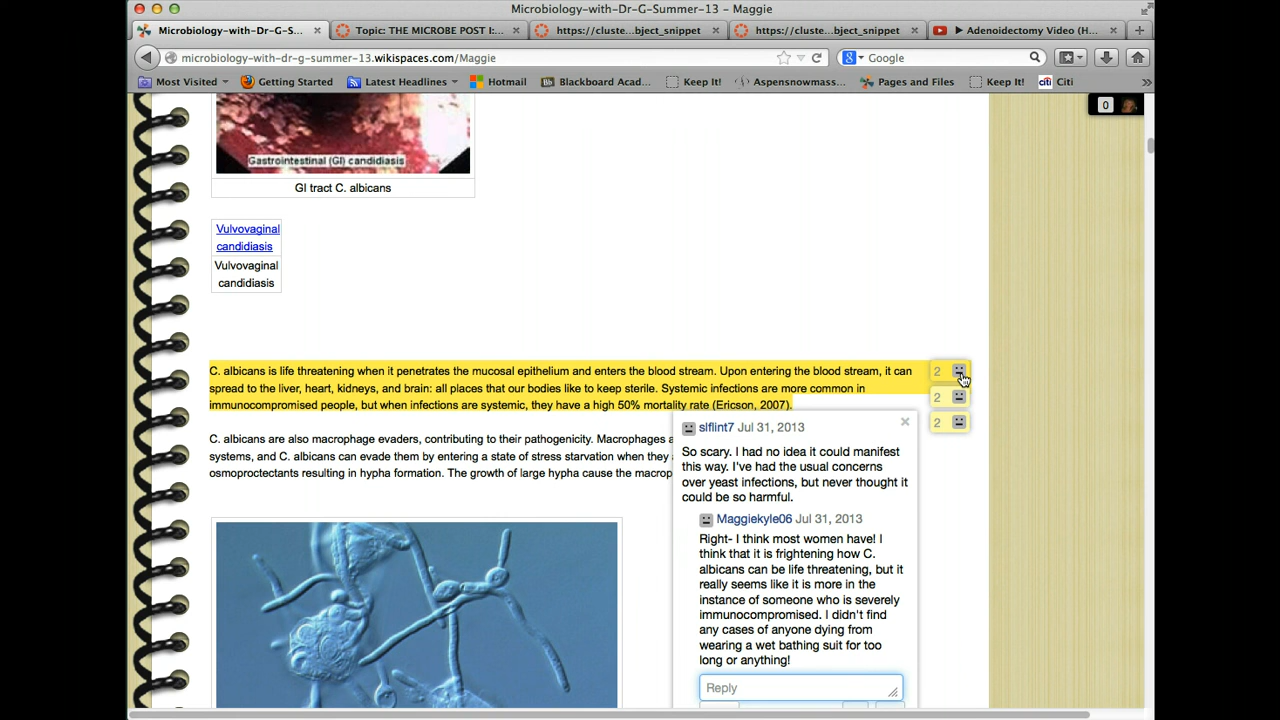 Microbiology-with-Dr-G-Summer-13 – Maggie
Microbiology-with-Dr-G-S...
Topic: THE MICROBE POST I:...
https://cluste...bject_snippet
https://cluste...bject_snippet
▶ Adenoidectomy Video (H...
microbiology-with-dr-g-summer-13.wikispaces.com/Maggie
Google
Most Visited
Getting Started
Latest Headlines
Hotmail
Bb Blackboard Acad...
Keep It!
Aspensnowmass...
Pages and Files
Keep It!
citi Citi
0
Gastrointestinal (GI) candidiasis
GI tract C. albicans
Vulvovaginal
candidiasis
Vulvovaginal
candidiasis
C. albicans is life threatening when it penetrates the mucosal epithelium and enters the blood stream. Upon entering the blood stream, it can
spread to the liver, heart, kidneys, and brain: all places that our bodies like to keep sterile. Systemic infections are more common in
immunocompromised people, but when infections are systemic, they have a high 50% mortality rate (Ericson, 2007).
2
2
2
C. albicans are also macrophage evaders, contributing to their pathogenicity. Macrophages a
systems, and C. albicans can evade them by entering a state of stress starvation when they
osmoproctectants resulting in hypha formation. The growth of large hypha cause the macrop
slflint7 Jul 31, 2013
So scary. I had no idea it could manifest
this way. I've had the usual concerns
over yeast infections, but never thought it
could be so harmful.
Maggiekyle06 Jul 31, 2013
Right- I think most women have! I
think that it is frightening how C.
albicans can be life threatening, but it
really seems like it is more in the
instance of someone who is severely
immunocompromised. I didn't find
any cases of anyone dying from
wearing a wet bathing suit for too
long or anything!
Reply